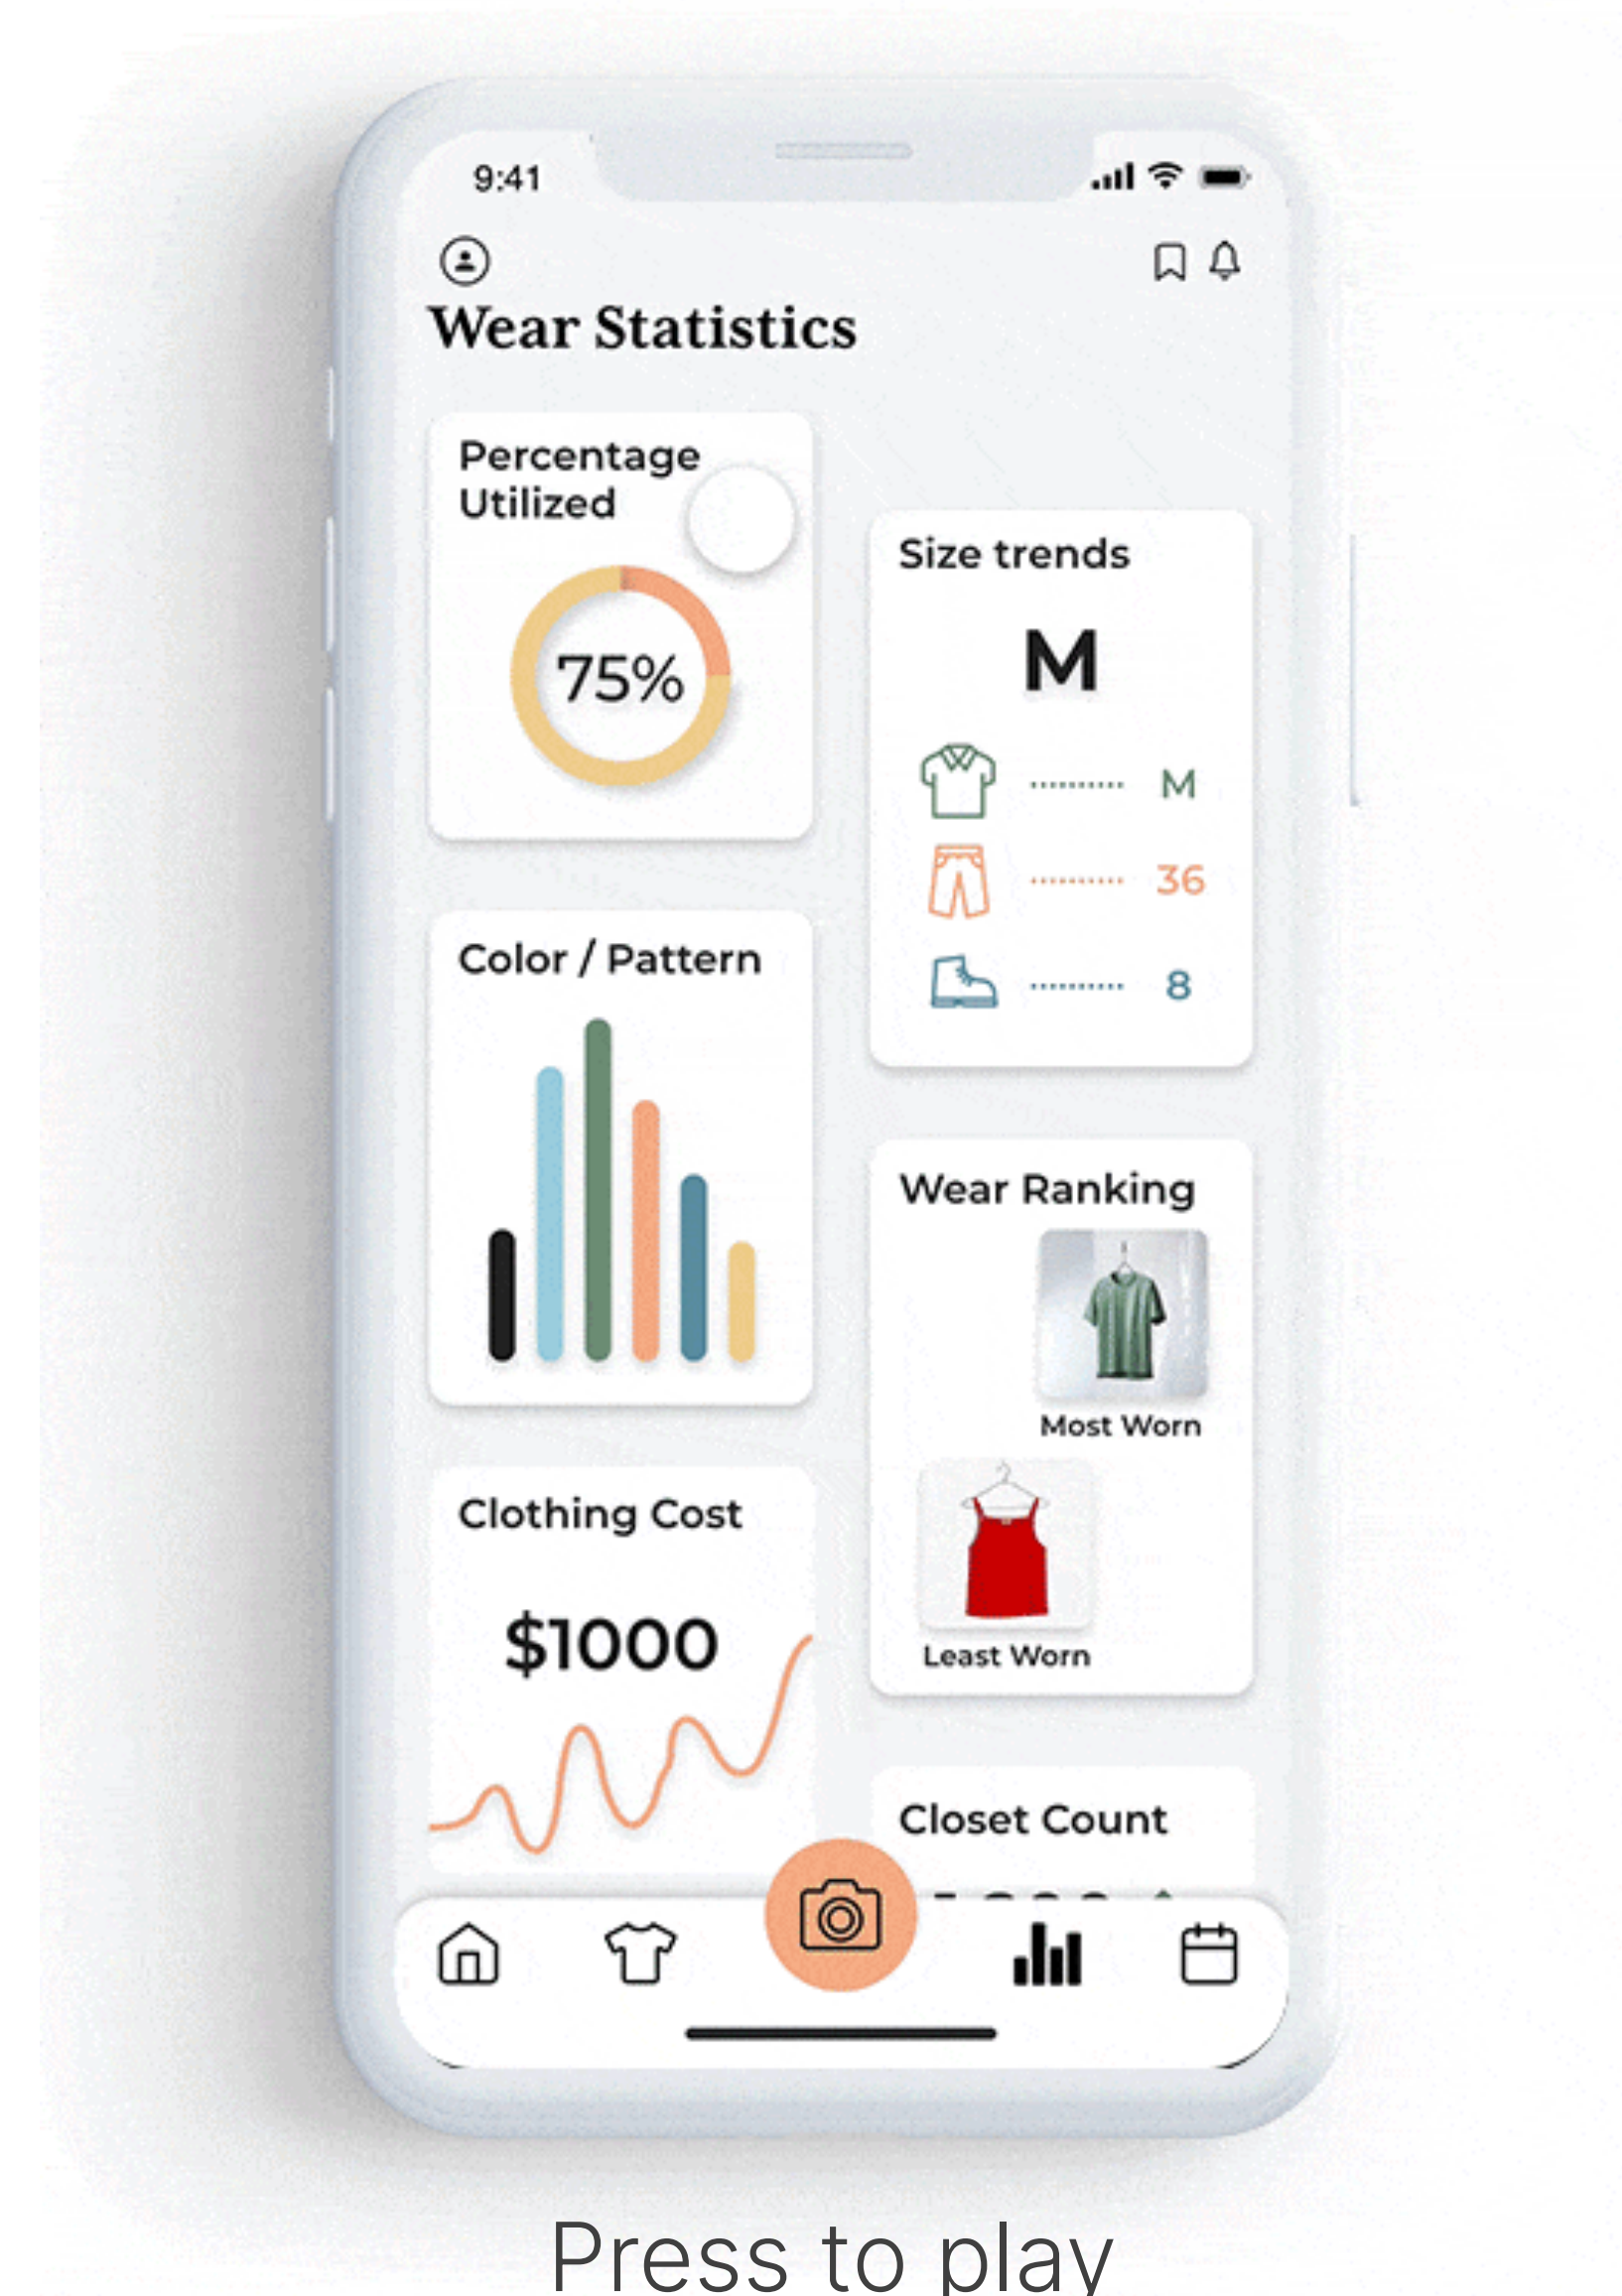 9:41
Wear Statistics
Percentage
Utilized
75%
Size trends
M
M
36
8
Color / Pattern
Wear Ranking
Most Worn
Least Worn
Clothing Cost
$1000
Closet Count
Press to play